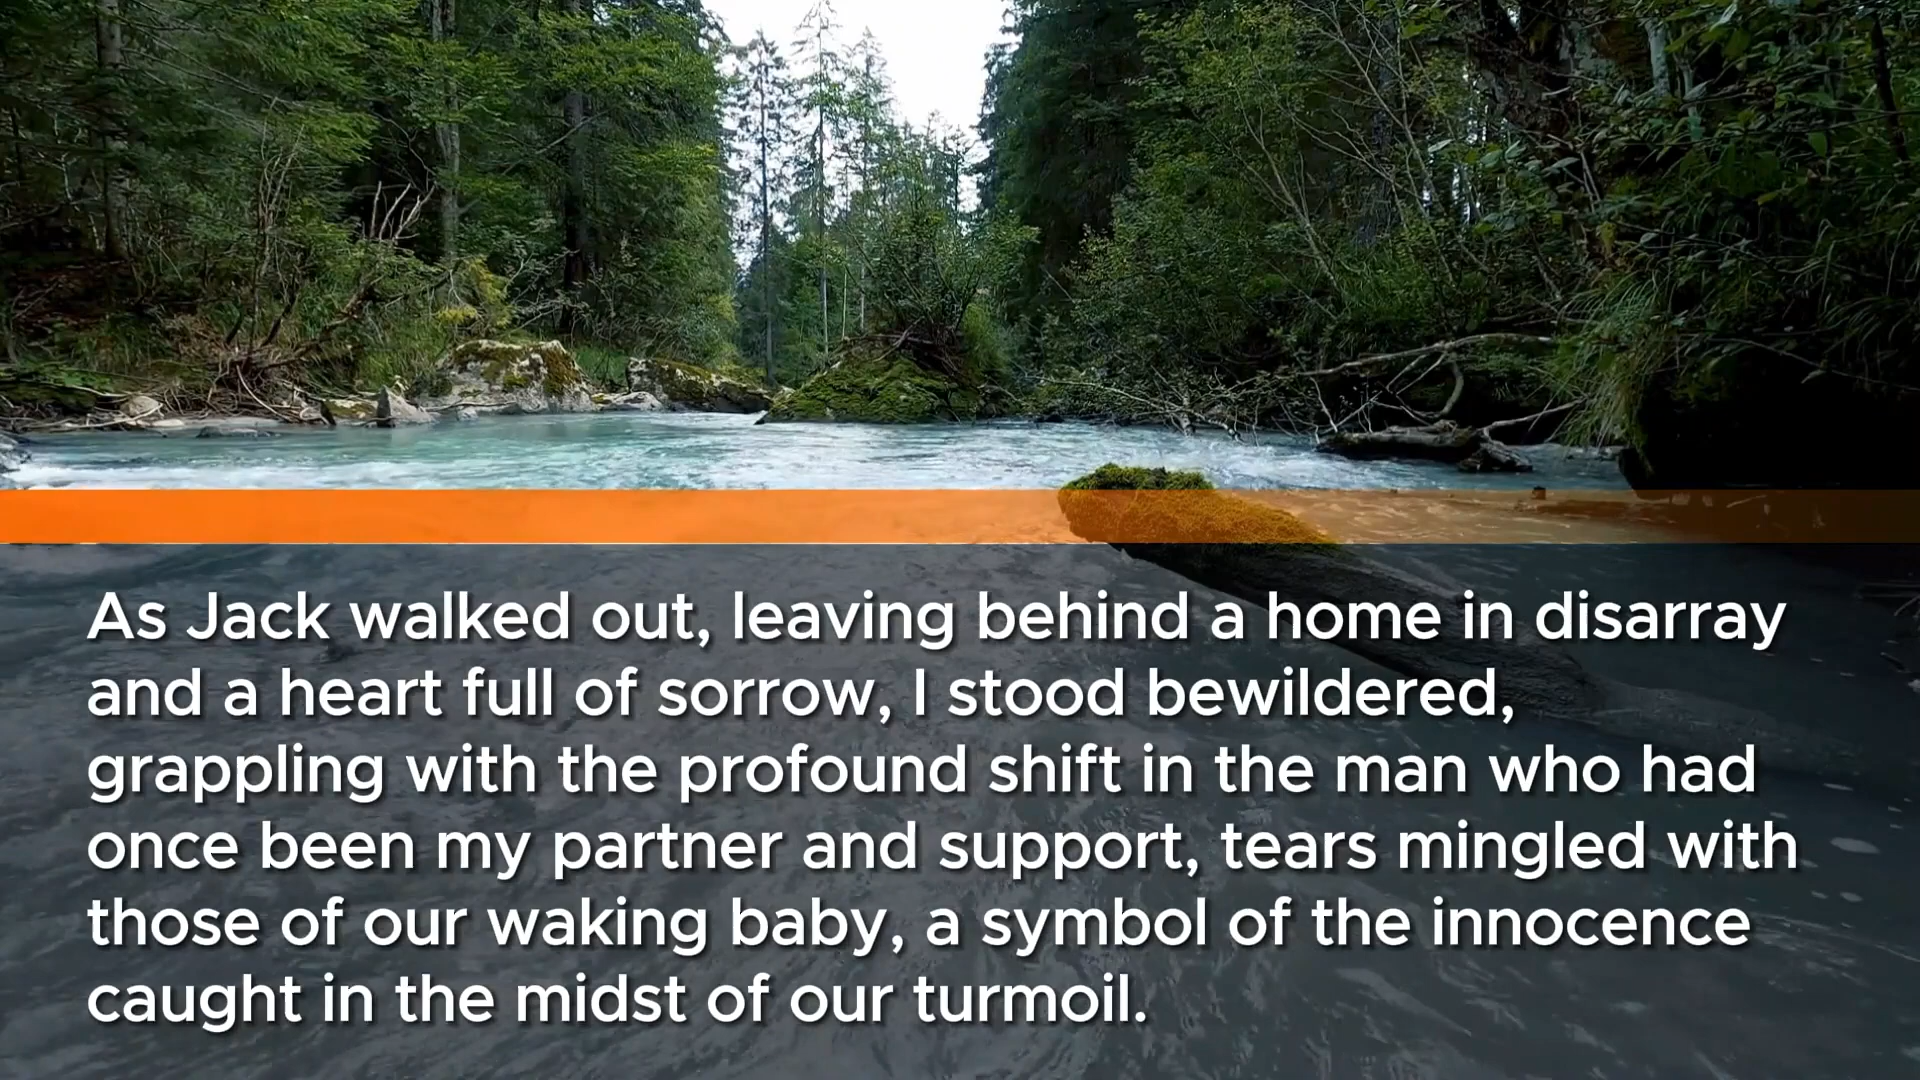 As Jack walked out, leaving behind a home in disarray
and a heart full of sorrow, I stood bewildered,
grappling with the profound shift in the man who had
once been my partner and support, tears mingled with
those of our waking baby, a symbol of the innocence
caught in the midst of our turmoil.